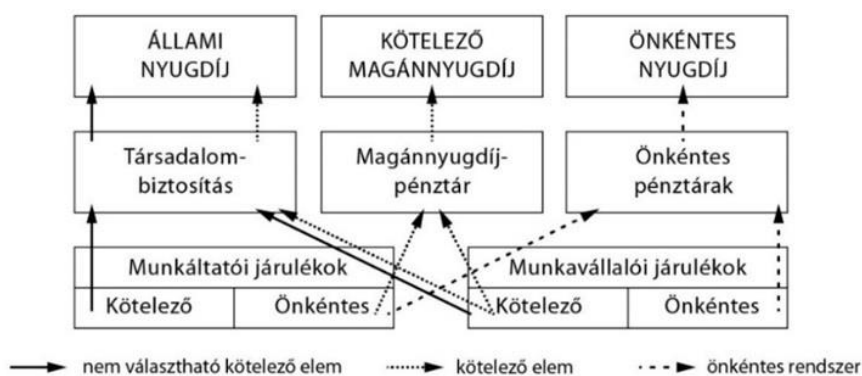 ÁLLAMI
NYUGDÍJ
KÖTELEZŐ
MAGÁNNYUGDÍJ
ÖNKÉNTES
NYUGDÍJ
Társadalom-
biztosítás
Magánnyugdíj-
pénztár
Önkéntes
pénztárak
Munkáltatói járulékok
Munkavállalói járulékok
Kötelező
Önkéntes
Kötelező
Önkéntes
nem választható kötelező elem
kötelező elem
önkéntes rendszer